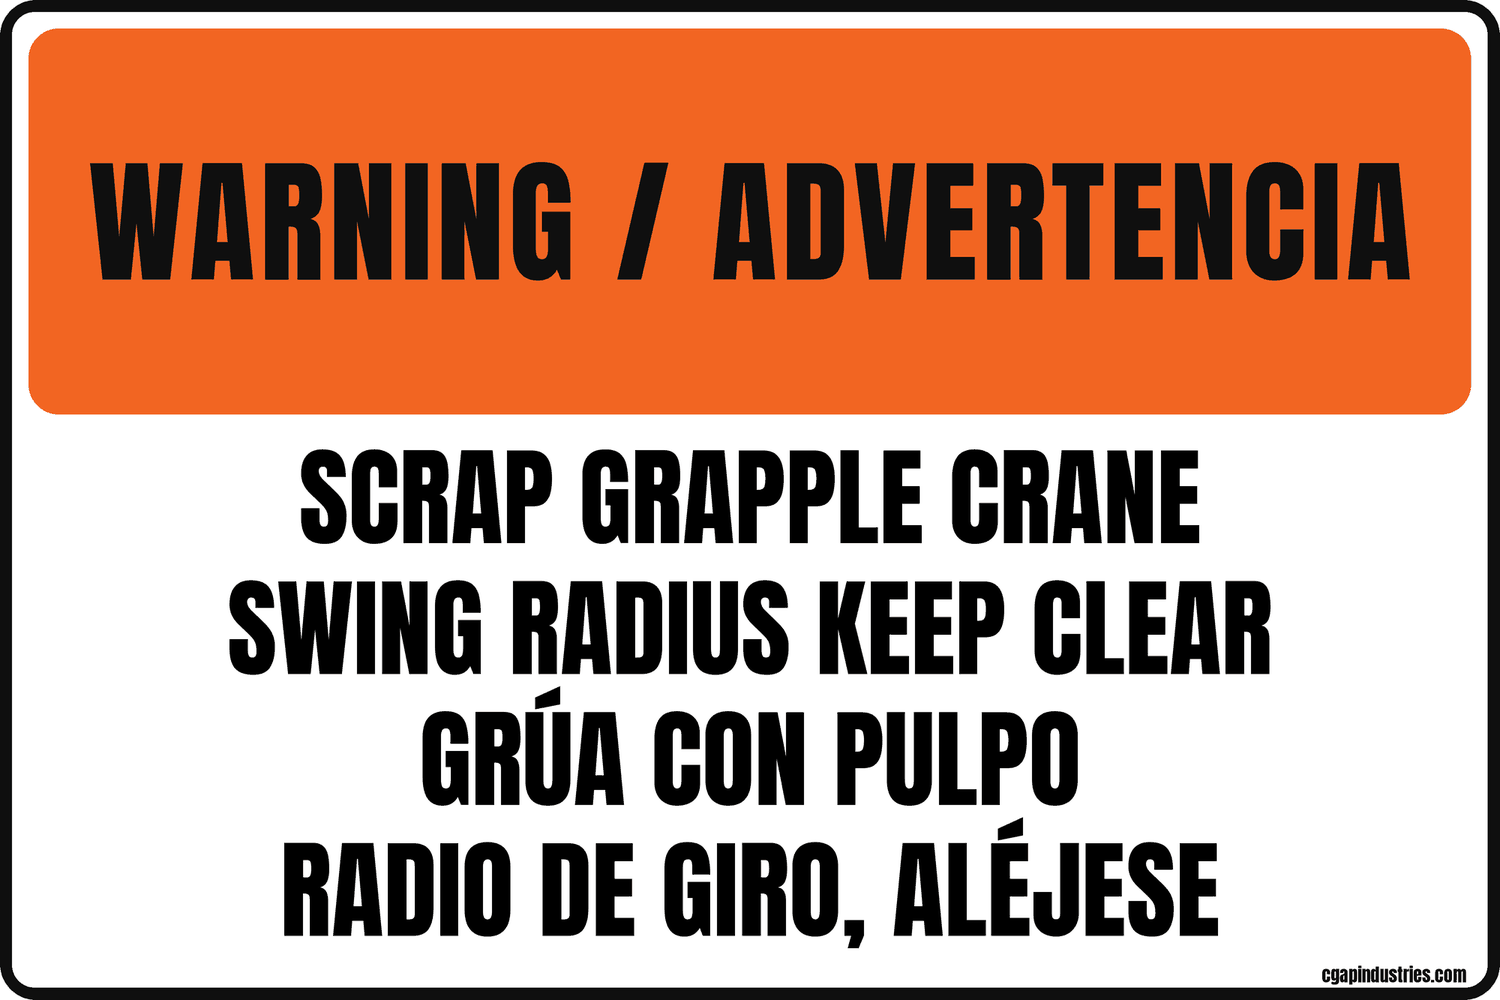 WARNING / ADVERTENCIA
SCRAP GRAPPLE CRANE
SWING RADIUS KEEP CLEAR
GRÚA CON PULPO
RADIO DE GIRO, ALÉJESE
cgapindustries.com